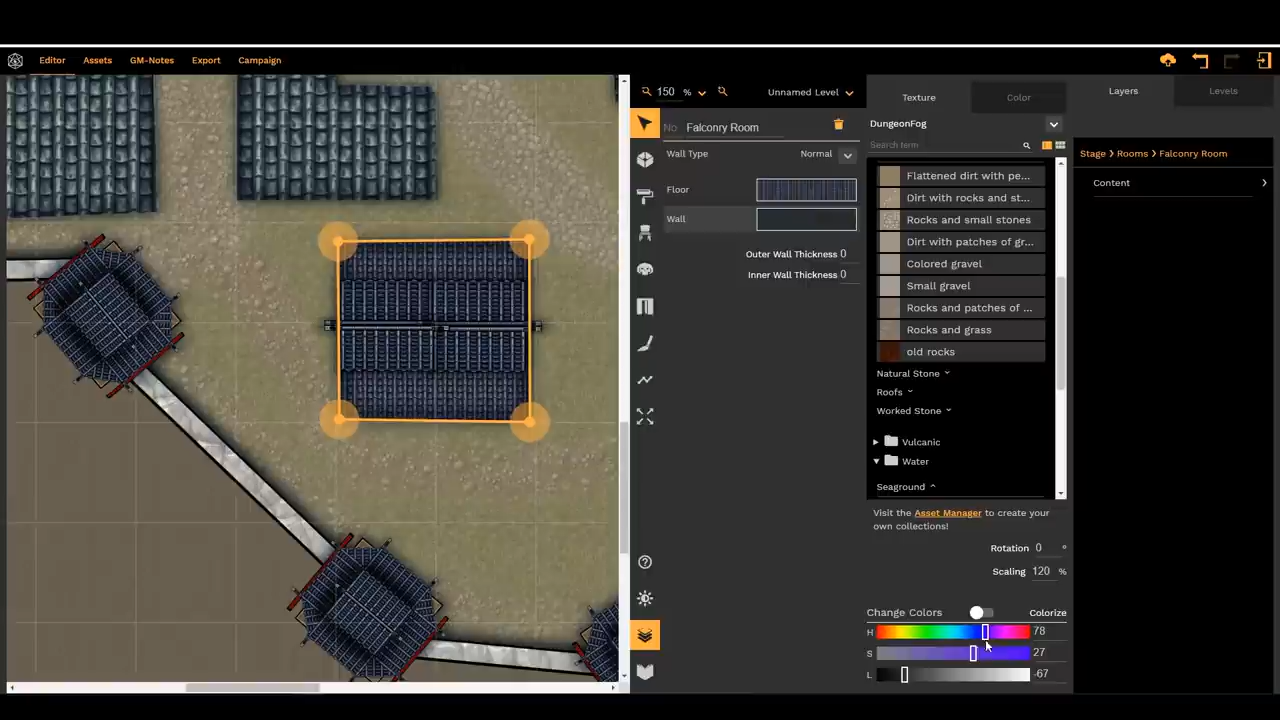 Editor Assets GM-Notes Export Campaign
150 % Unnamed Level
No Falconry Room
Wall Type Normal
Floor
Wall
Outer Wall Thickness 0
Inner Wall Thickness 0
Texture Color
DungeonFog
Search term
Flattened dirt with pe...
Dirt with rocks and st...
Rocks and small stones
Dirt with patches of gr...
Colored gravel
Small gravel
Rocks and patches of ...
Rocks and grass
old rocks
Natural Stone
Roofs
Worked Stone
Vulcanic
Water
Seaground
Visit the Asset Manager to create your
own collections!
Rotation 0 °
Scaling 120 %
Change Colors Colorize
H 78
S 27
L -67
Layers Levels
Stage > Rooms > Falconry Room
Content